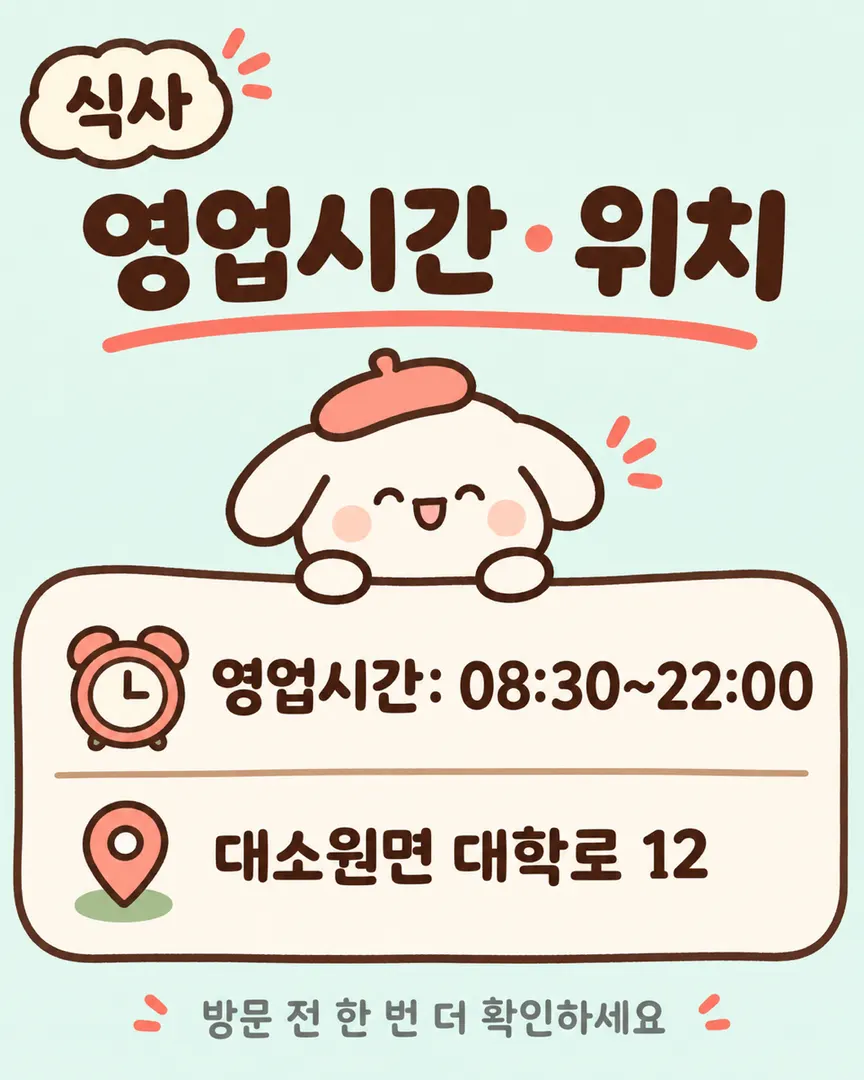 식사
영업시간·위치
영업시간: 08:30~22:00
대소원면 대학로 12
방문 전 한 번 더 확인하세요